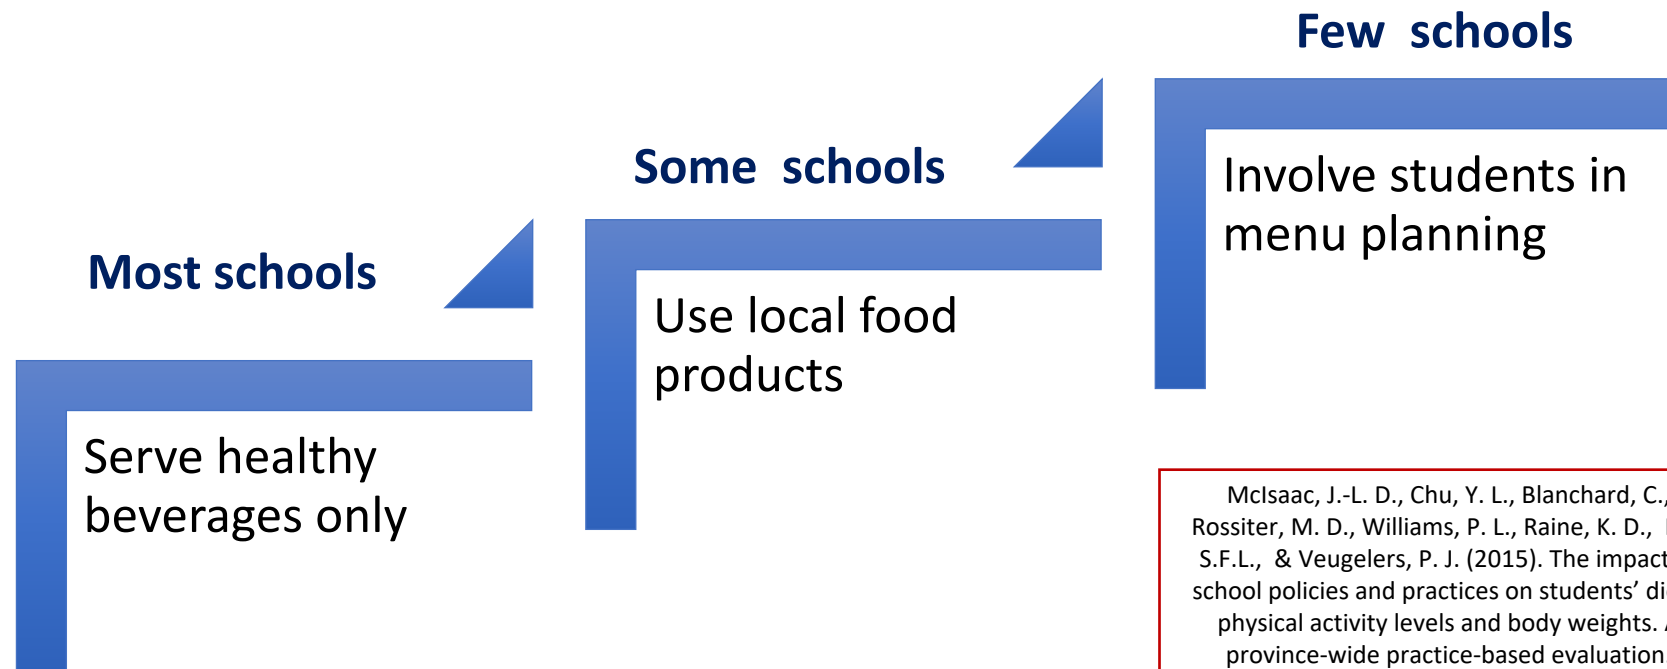 Most schools
Serve healthy
beverages only
Some schools
Use local food
products
Few schools
Involve students in
menu planning
McIsaac, J.-L. D., Chu, Y. L., Blanchard, C.,
Rossiter, M. D., Williams, P. L., Raine, K. D.,
S.F.L., & Veugelers, P. J. (2015). The impact
school policies and practices on students’
physical activity levels and body weights.
province-wide practice-based evaluation